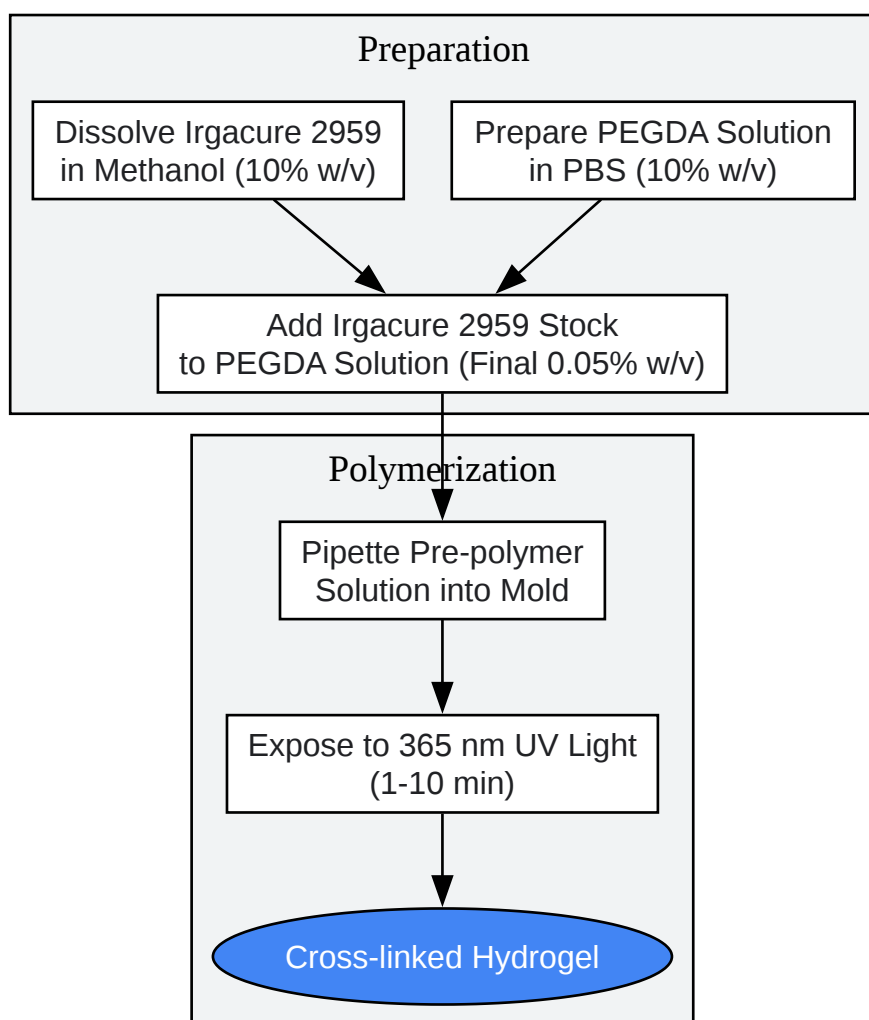 Preparation
Dissolve Irgacure 2959
in Methanol (10% w/v)
Prepare PEGDA Solution
in PBS (10% w/v)
Add Irgacure 2959 Stock
to PEGDA Solution (Final 0.05% w/v)
Polymerization
Pipette Pre-polymer
Solution into Mold
Expose to 365 nm UV Light
(1-10 min)
Cross-linked Hydrogel